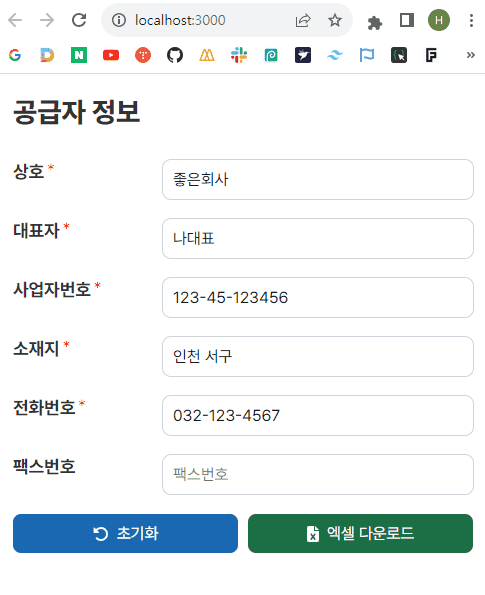 localhost:3000
H
공급자 정보
상호 *
좋은회사
대표자 *
나대표
사업자번호 *
123-45-123456
소재지 *
인천 서구
전화번호 *
032-123-4567
팩스번호
팩스번호
초기화
엑셀 다운로드